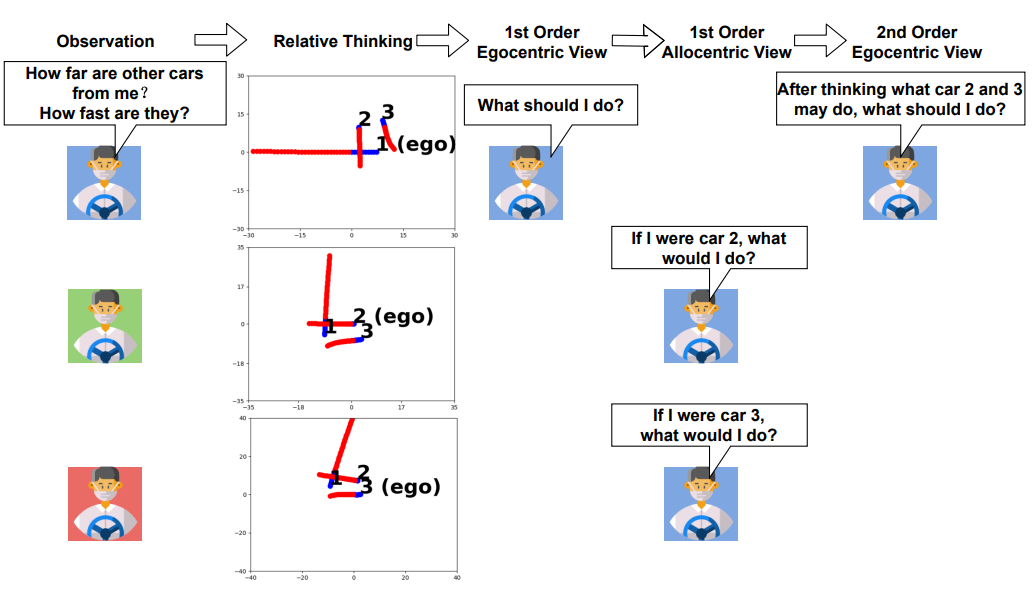 Observation
Relative Thinking
1st Order
Egocentric View
1st Order
Allocentric View
2nd Order
Egocentric View
How far are other cars
from me?
How fast are they?
30
15
0
−15
−30
−30
−15
0
15
30
2
3
1 (ego)
What should I do?
After thinking what car 2 and 3
may do, what should I do?
35
17
0
−18
−35
−35
−18
0
17
35
1
2 (ego)
3
If I were car 2, what
would I do?
40
20
0
−20
−40
−40
−20
0
20
40
1
2
3 (ego)
If I were car 3,
what would I do?